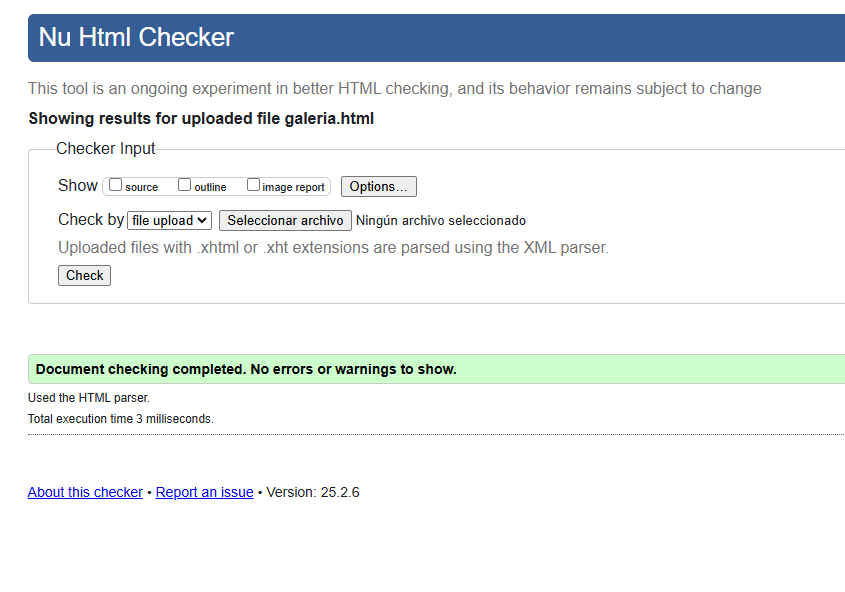 Nu Html Checker
This tool is an ongoing experiment in better HTML checking, and its behavior remains subject to change
Showing results for uploaded file galeria.html
Checker Input
Show source outline image report Options...
Check by file upload Seleccionar archivo Ningún archivo seleccionado
Uploaded files with .xhtml or .xht extensions are parsed using the XML parser.
Check
Document checking completed. No errors or warnings to show.
Used the HTML parser.
Total execution time 3 milliseconds.
About this checker • Report an issue • Version: 25.2.6